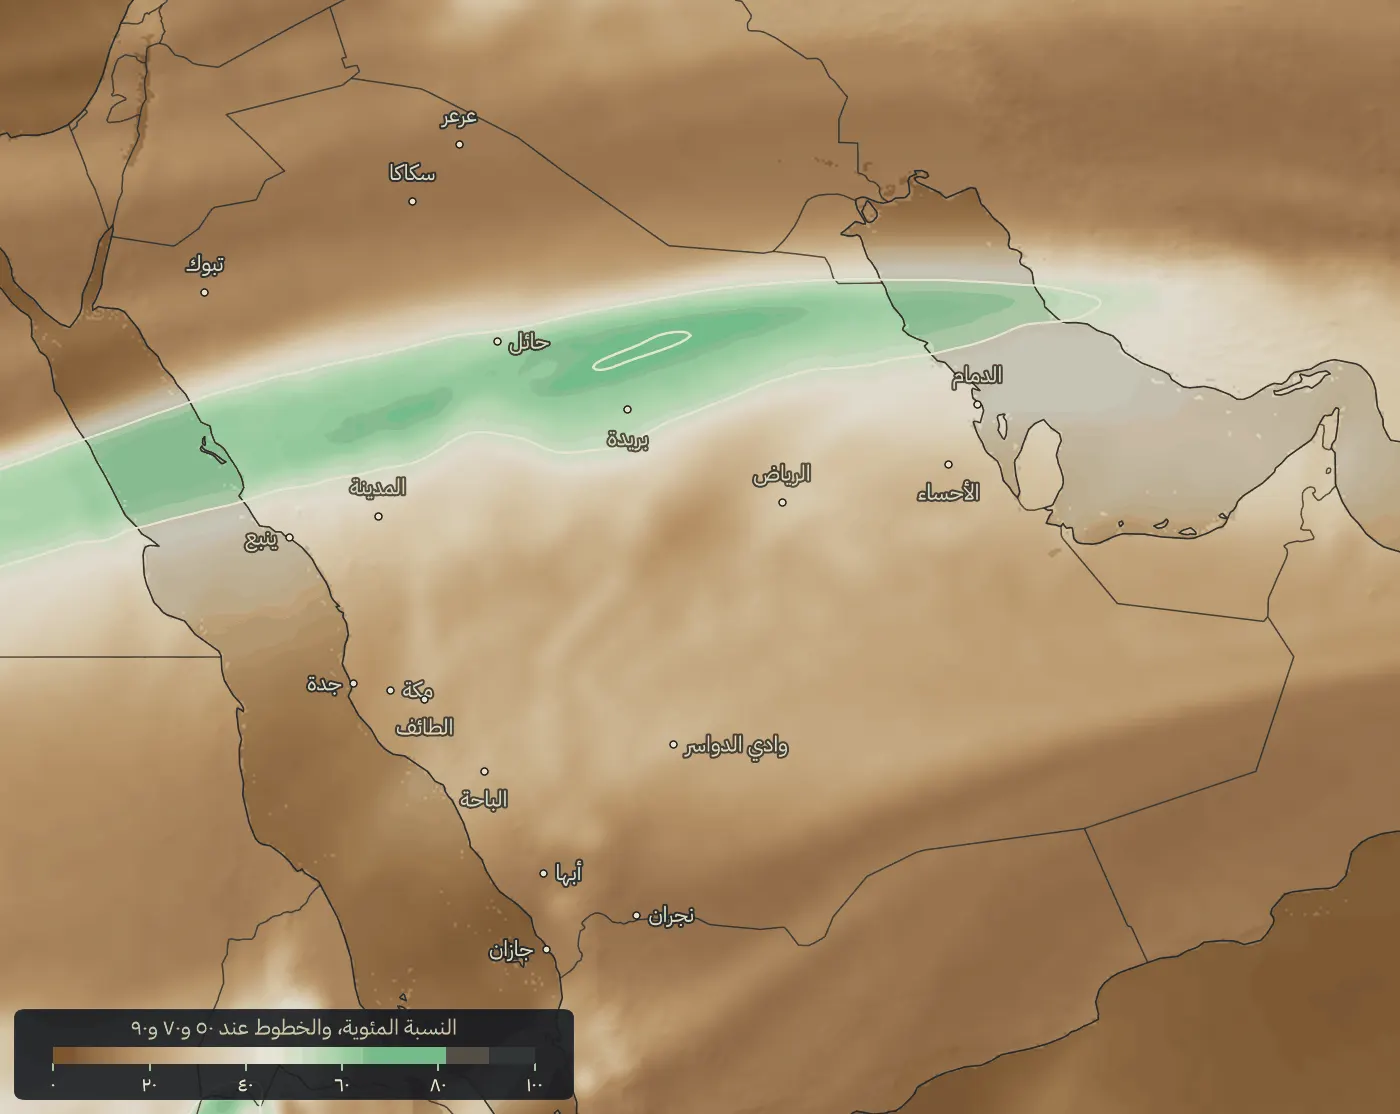 عرعر
سكاكا
تبوك
حائل
الدمام
بريدة
الرياض
المدينة
الأحساء
ينبع
جدة
مكة
الطائف
وادي الدواسر
الباحة
أبها
نجران
جازان
النسبة المئوية، والخطوط عند ٥٠ و٧٠ و٩٠
٠ ٢٠ ٤٠ ٦٠ ٨٠ ١٠٠